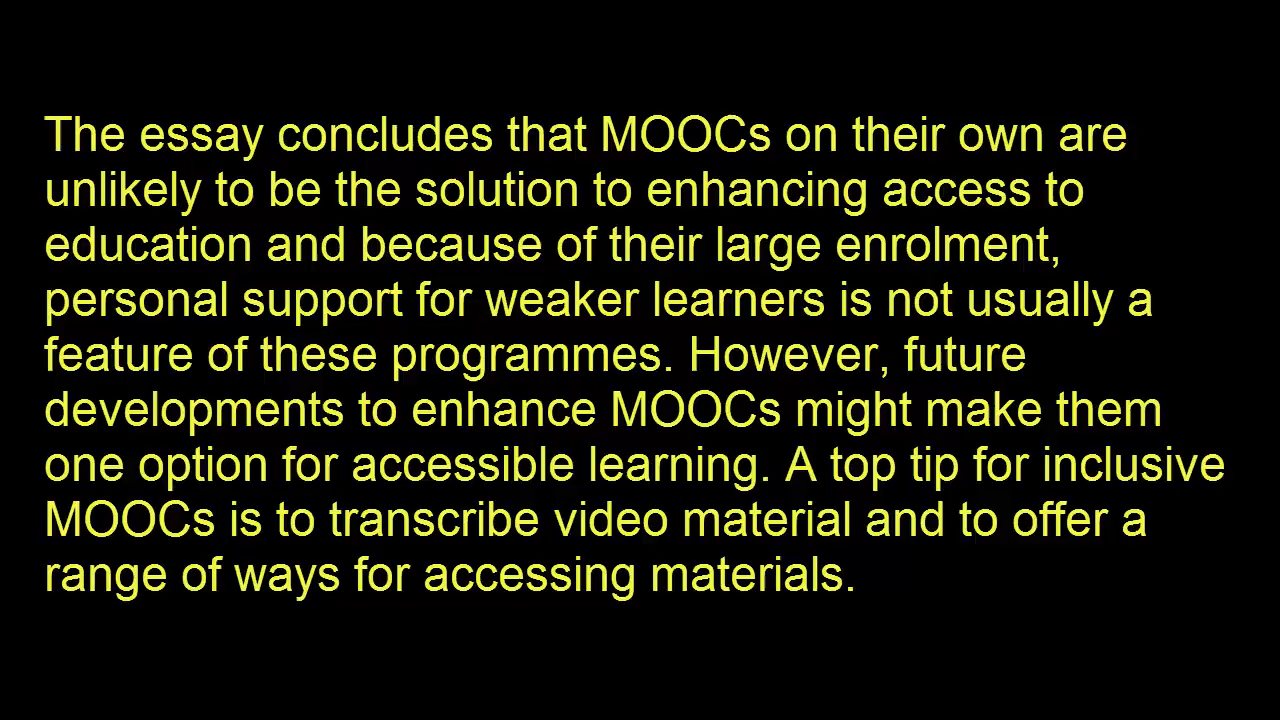 The essay concludes that MOOCs on their own are
unlikely to be the solution to enhancing access to
education and because of their large enrolment,
personal support for weaker learners is not usually a
feature of these programmes. However, future
developments to enhance MOOCs might make them
one option for accessible learning. A top tip for inclusive
MOOCs is to transcribe video material and to offer a
range of ways for accessing materials.